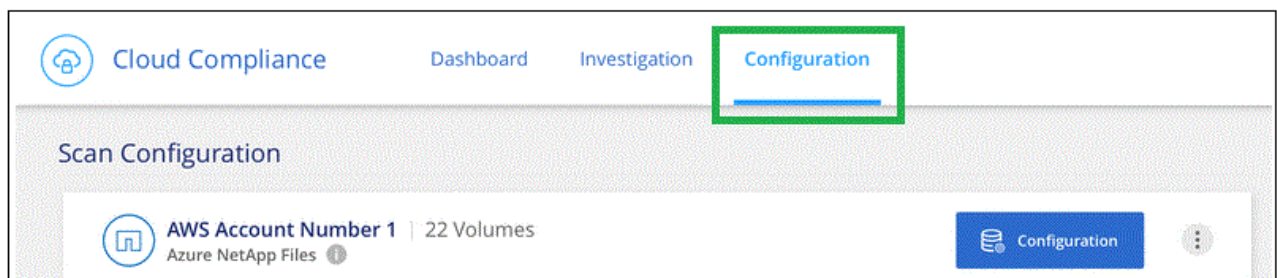 Cloud Compliance Dashboard Investigation Configuration
Scan Configuration
AWS Account Number 1 | 22 Volumes
Azure NetApp Files i
Configuration